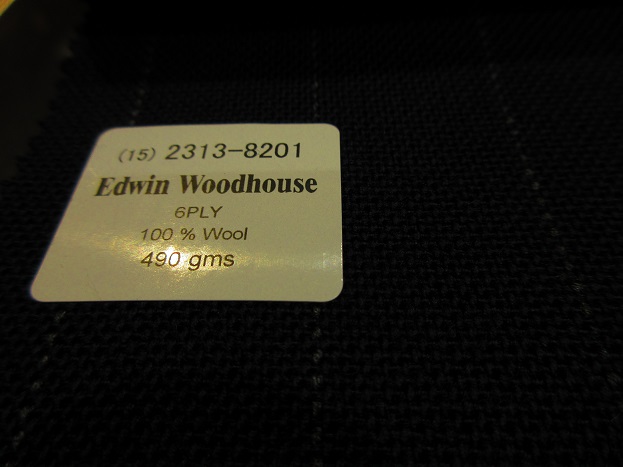 (15) 2313-8201
Edwin Woodhouse
6PLY
100 % Wool
490 gms